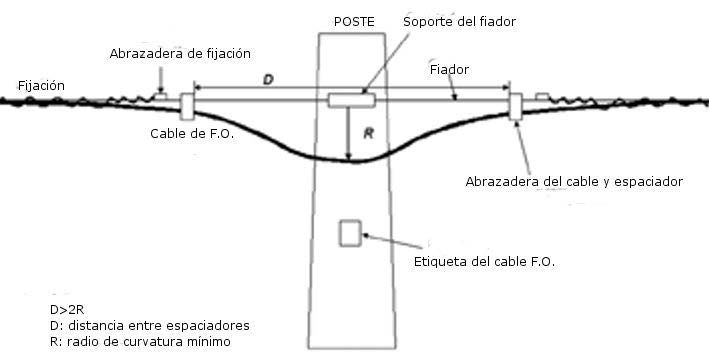 POSTE
Soporte del fiador
Abrazadera de fijación
Fiador
D
Fijación
Cable de F.O.
R
Abrazadera del cable y espaciador
Etiqueta del cable F.O.
D>2R
D: distancia entre espaciadores
R: radio de curvatura mínimo